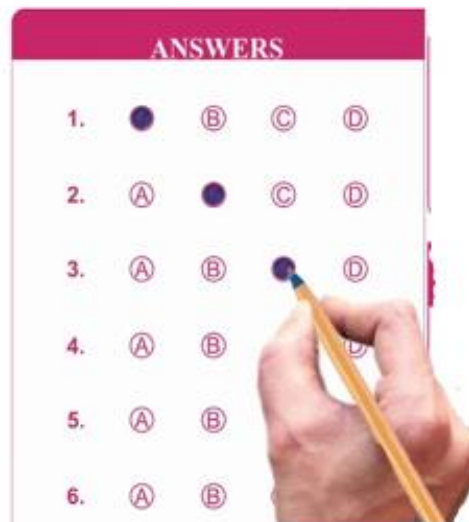 ANSWERS
1. Ⓑ Ⓒ Ⓓ
2. Ⓐ Ⓒ Ⓓ
3. Ⓐ Ⓑ Ⓓ
4. Ⓐ Ⓑ Ⓓ
5. Ⓐ Ⓑ
6. Ⓐ Ⓑ